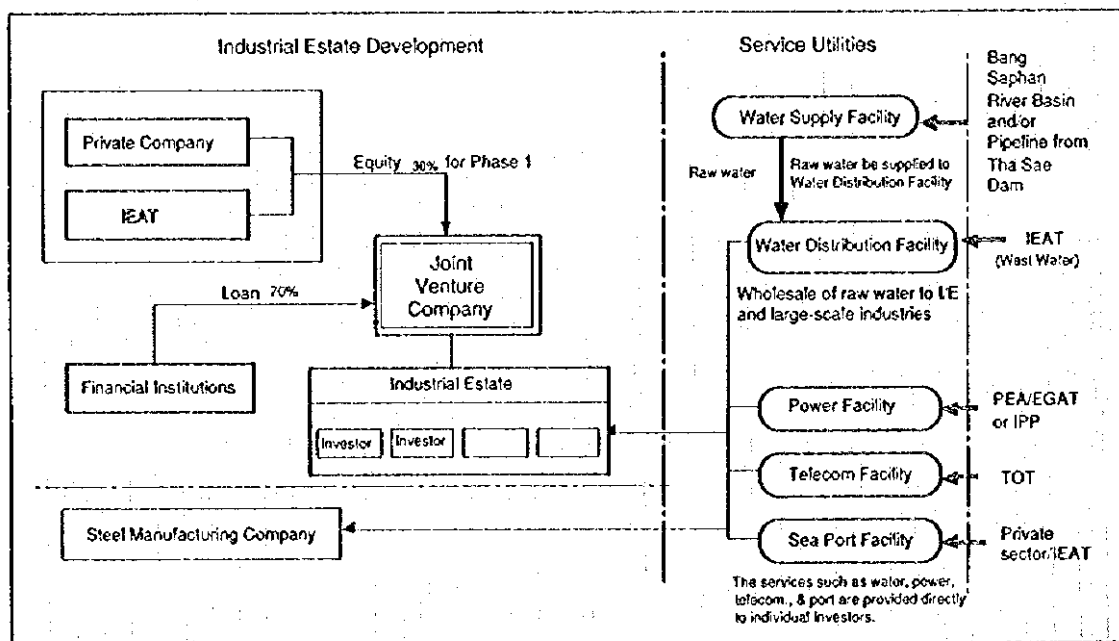 Industrial Estate Development
Private Company
IEAT
Equity 30% for Phase 1
Joint
Venture
Company
Loan 70%
Financial Institutions
Industrial Estate
Investor
Investor
Steel Manufacturing Company
Service Utilities
Water Supply Facility
Bang
Saphan
River Basin
and/or
Pipeline from
Tha Sae
Dam
Raw water
Raw water be supplied to
Water Distribution Facility
Water Distribution Facility
IEAT
(Wast Water)
Wholesale of raw water to I/E
and large-scale industries
Power Facility
PEA/EGAT
or IPP
Telecom Facility
TOT
Sea Port Facility
Private
sector/IEAT
The services such as water, power,
telecom., & port are provided directly
to individual investors.